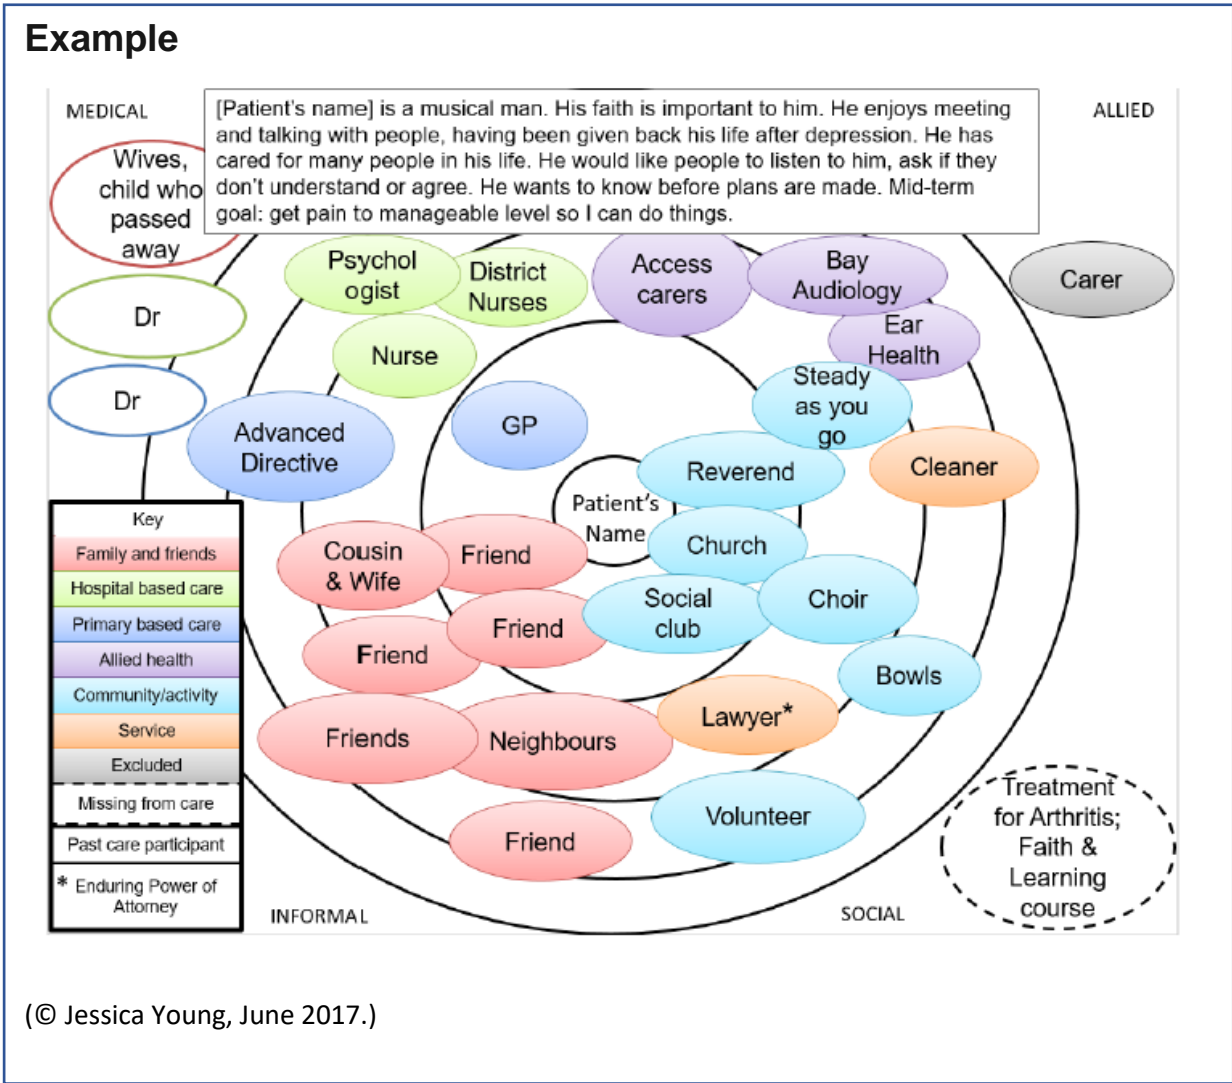 Example
MEDICAL
[Patient's name] is a musical man. His faith is important to him. He enjoys meeting
and talking with people, having been given back his life after depression. He has
cared for many people in his life. He would like people to listen to him, ask if they
don't understand or agree. He wants to know before plans are made. Mid-term
goal: get pain to manageable level so I can do things.
ALLIED
Wives,
child who
passed
away
Dr
Dr
Psychol
ogist
District
Nurses
Nurse
Access
carers
Bay
Audiology
Ear
Health
Carer
Steady
as you
go
Advanced
Directive
GP
Reverend
Cleaner
Patient's
Name
Church
Cousin
& Wife
Friend
Social
club
Choir
Friend
Friend
Bowls
Lawyer*
Friends
Neighbours
Volunteer
Friend
Treatment
for Arthritis;
Faith &
Learning
course
Key
Family and friends
Hospital based care
Primary based care
Allied health
Community/activity
Service
Excluded
Missing from care
Past care participant
* Enduring Power of
Attorney
INFORMAL
SOCIAL
(© Jessica Young, June 2017.)